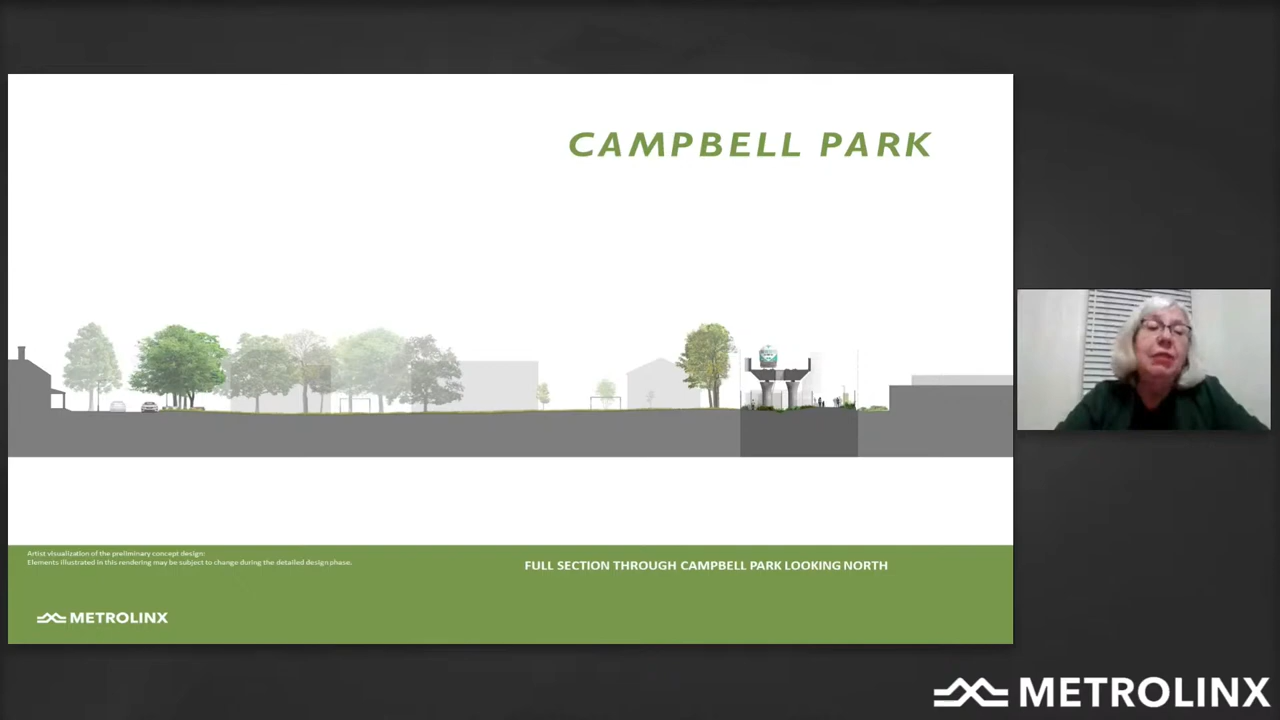 CAMPBELL PARK
Artist visualization of the preliminary concept design:
Elements illustrated in this rendering may be subject to change during the detailed design phase.
FULL SECTION THROUGH CAMPBELL PARK LOOKING NORTH
METROLINX
METROLINX